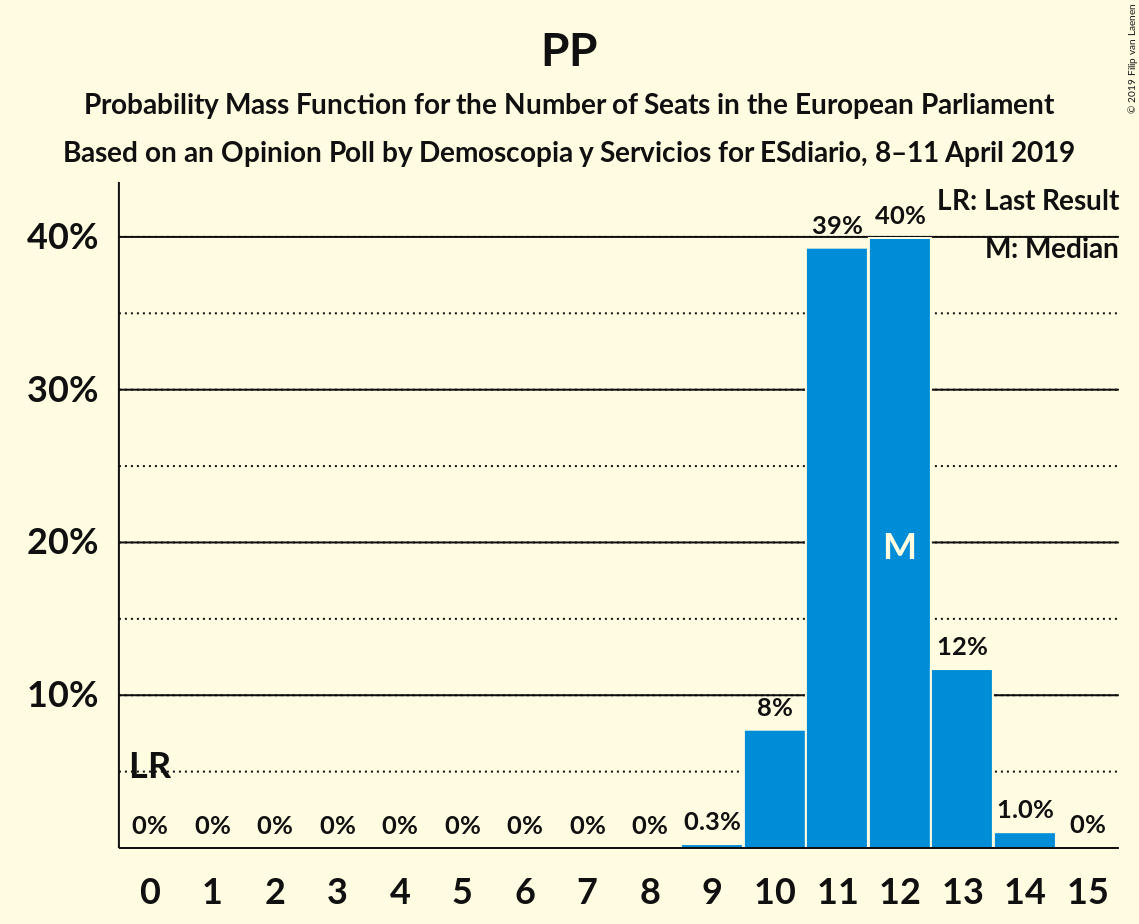 PP
Probability Mass Function for the Number of Seats in the European Parliament
Based on an Opinion Poll by Demoscopia y Servicios for ESdiario, 8–11 April 2019
© 2019 Filip van Laenen
LR: Last Result
M: Median
40%
30%
20%
10%
39%
40%
M
12%
8%
LR
0%
0%
0%
0%
0%
0%
0%
0%
0%
0.3%
1.0%
0%
0 1 2 3 4 5 6 7 8 9 10 11 12 13 14 15